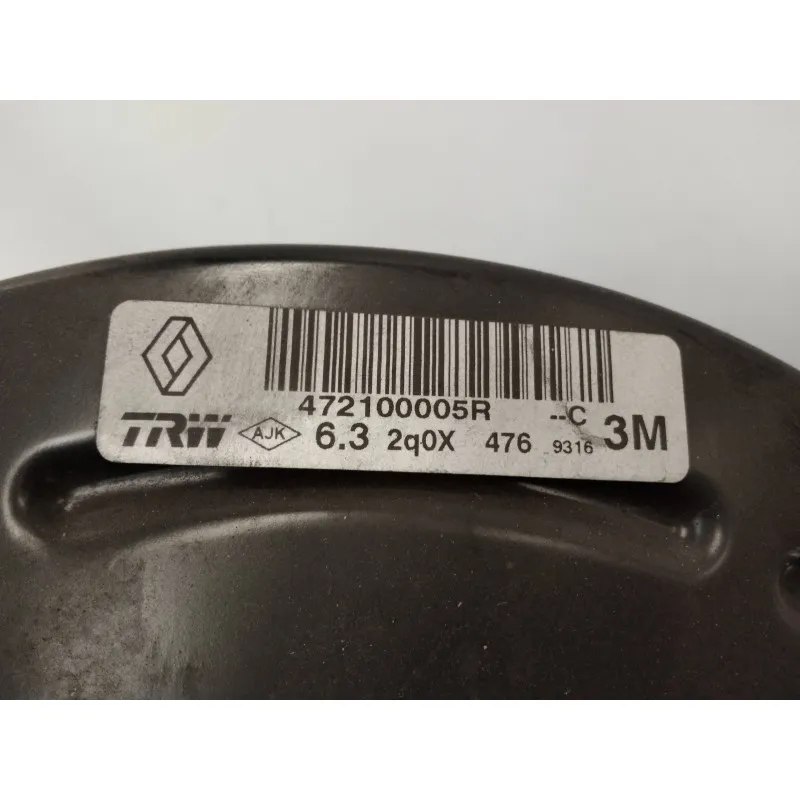 472100005R --C
TRW AJK 6.3 2q0X 476 9316 3M